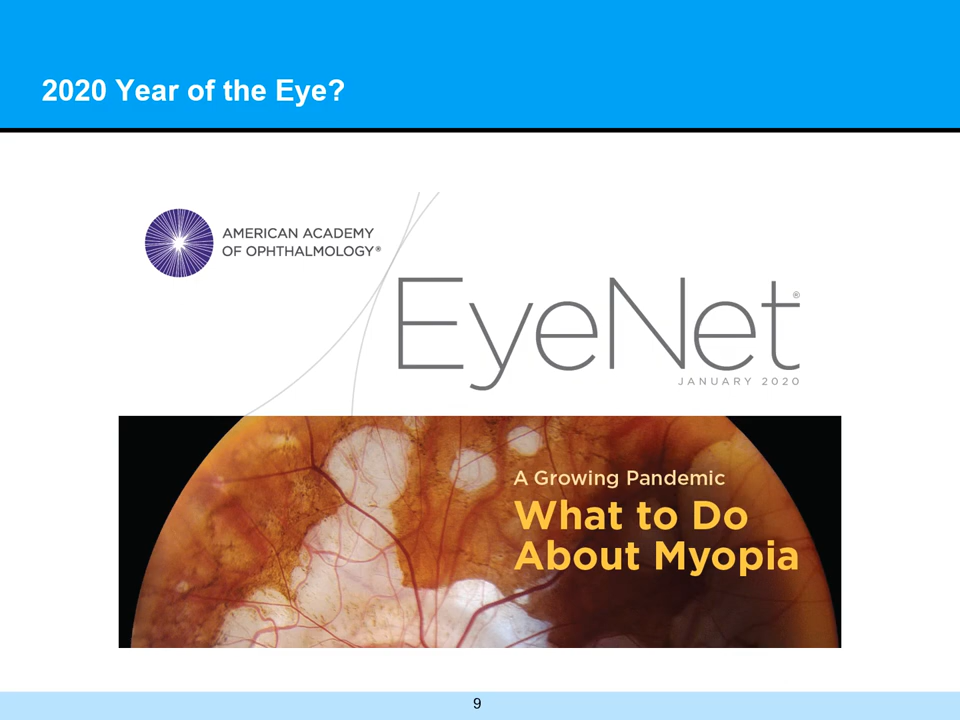 2020 Year of the Eye?
AMERICAN ACADEMY
OF OPHTHALMOLOGY®
EyeNet®
JANUARY 2020
A Growing Pandemic
What to Do
About Myopia
9